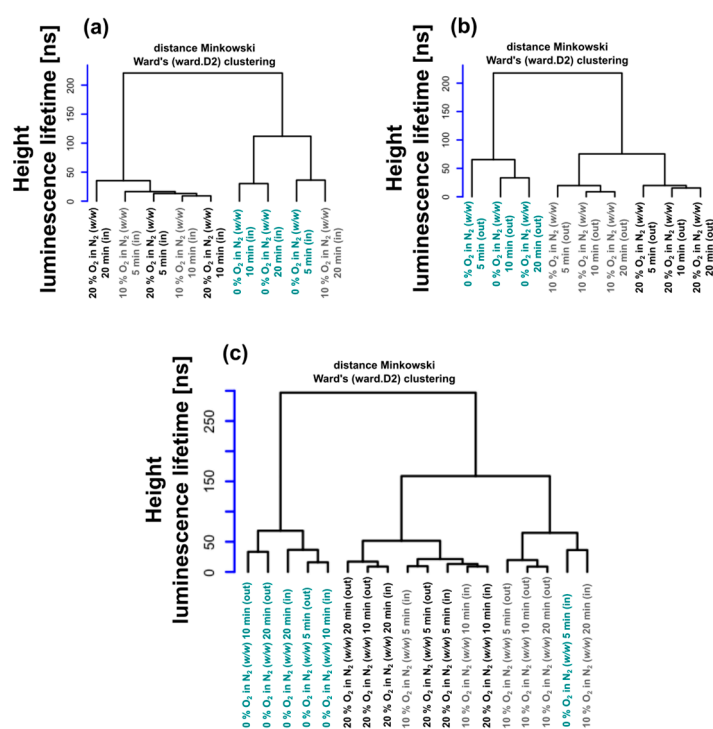 (a)
distance Minkowski
Ward's (ward.D2) clustering
Height
luminescence lifetime [ns]
0
50
100
150
200
20 % O₂ in N₂ (w/w)
20 min (in)
10 % O₂ in N₂ (w/w)
5 min (in)
20 % O₂ in N₂ (w/w)
5 min (in)
10 % O₂ in N₂ (w/w)
10 min (in)
20 % O₂ in N₂ (w/w)
10 min (in)
0 % O₂ in N₂ (w/w)
10 min (in)
0 % O₂ in N₂ (w/w)
20 min (in)
0 % O₂ in N₂ (w/w)
5 min (in)
10 % O₂ in N₂ (w/w)
20 min (in)
(b)
distance Minkowski
Ward's (ward.D2) clustering
Height
luminescence lifetime [ns]
0
50
100
150
200
0 % O₂ in N₂ (w/w)
5 min (out)
0 % O₂ in N₂ (w/w)
10 min (out)
0 % O₂ in N₂ (w/w)
20 min (out)
10 % O₂ in N₂ (w/w)
5 min (out)
10 % O₂ in N₂ (w/w)
10 min (out)
10 % O₂ in N₂ (w/w)
20 min (out)
20 % O₂ in N₂ (w/w)
5 min (out)
20 % O₂ in N₂ (w/w)
10 min (out)
20 % O₂ in N₂ (w/w)
20 min (out)
(c)
distance Minkowski
Ward's (ward.D2) clustering
Height
luminescence lifetime [ns]
0
50
150
250
0 % O₂ in N₂ (w/w) 10 min (out)
0 % O₂ in N₂ (w/w) 20 min (out)
0 % O₂ in N₂ (w/w) 20 min (in)
0 % O₂ in N₂ (w/w) 5 min (out)
0 % O₂ in N₂ (w/w) 10 min (in)
20 % O₂ in N₂ (w/w) 20 min (out)
20 % O₂ in N₂ (w/w) 10 min (out)
20 % O₂ in N₂ (w/w) 20 min (in)
10 % O₂ in N₂ (w/w) 5 min (in)
20 % O₂ in N₂ (w/w) 5 min (out)
20 % O₂ in N₂ (w/w) 5 min (in)
10 % O₂ in N₂ (w/w) 10 min (in)
20 % O₂ in N₂ (w/w) 10 min (in)
10 % O₂ in N₂ (w/w) 5 min (out)
10 % O₂ in N₂ (w/w) 10 min (out)
10 % O₂ in N₂ (w/w) 20 min (out)
0 % O₂ in N₂ (w/w) 5 min (in)
10 % O₂ in N₂ (w/w) 20 min (in)